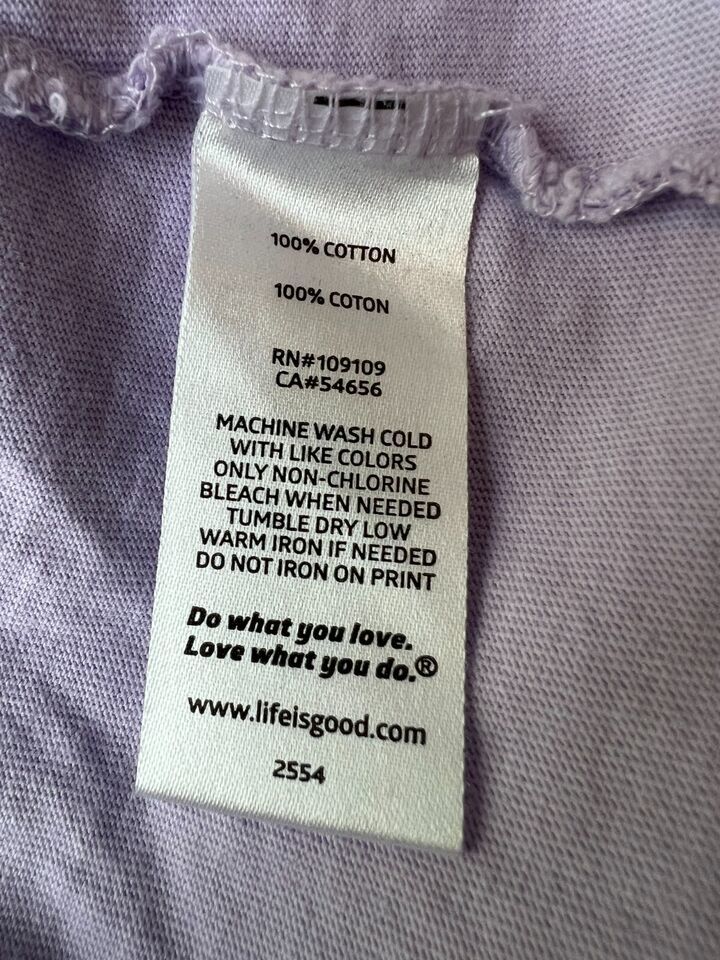 100% COTTON
100% COTON
RN#109109
CA#54656
MACHINE WASH COLD
WITH LIKE COLORS
ONLY NON-CHLORINE
BLEACH WHEN NEEDED
TUMBLE DRY LOW
WARM IRON IF NEEDED
DO NOT IRON ON PRINT
Do what you love.
Love what you do.®
www.lifeisgood.com
2554